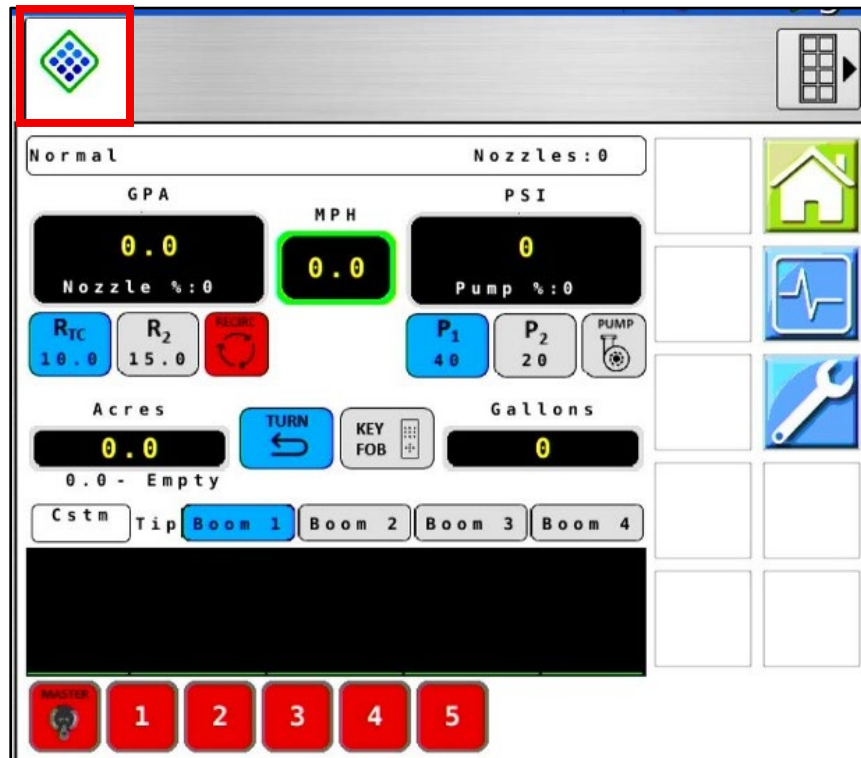 Normal Nozzles:0
GPA MPH PSI
0.0 0.0 0
Nozzle %:0 Pump %:0
RTC R2 RECIRC P1 P2 PUMP
10.0 15.0 40 20
Acres TURN KEY FOB Gallons
0.0 0
0.0- Empty
Cstm Tip Boom 1 Boom 2 Boom 3 Boom 4
MASTER 1 2 3 4 5